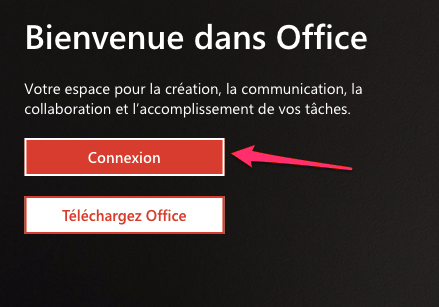 Bienvenue dans Office
Votre espace pour la création, la communication, la
collaboration et l’accomplissement de vos tâches.
Connexion
Téléchargez Office